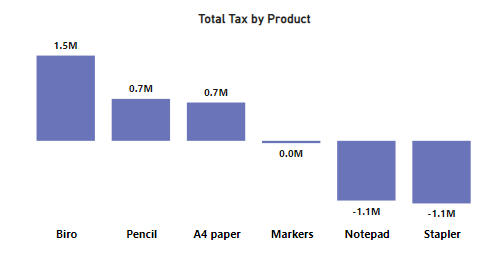 Total Tax by Product
1.5M
0.7M
0.7M
0.0M
-1.1M
-1.1M
Biro Pencil A4 paper Markers Notepad Stapler